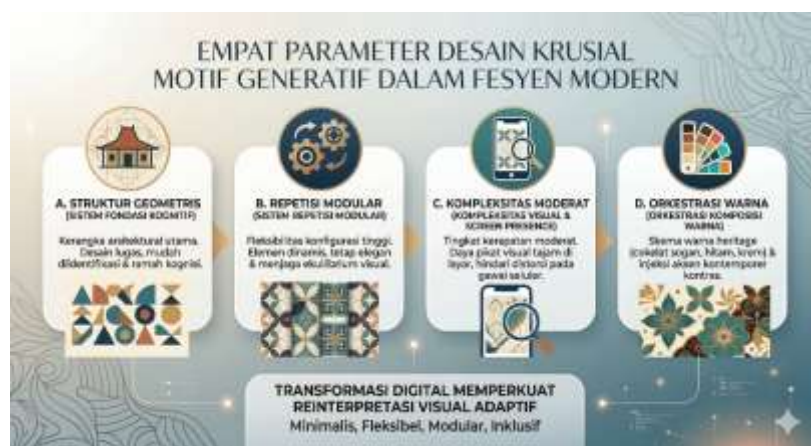 EMPAT PARAMETER DESAIN KRUSIAL
MOTIF GENERATIF DALAM FESYEN MODERN
A. STRUKTUR GEOMETRIS
(SISTEM FONDASI KOGNITIF)
Kerangka arsitektural utama.
Desain lugas, mudah
diidentifikasi & ramah kognisi.
B. REPETISI MODULAR
(SISTEM REPETISI MODULAR)
Fleksibilitas konfigurasi tinggi.
Elemen dinamis, tetap elegan
& menjaga ekuilibrium visual.
C. KOMPLEKSITAS MODERAT
(KOMPLEKSITAS VISUAL &
SCREEN PRESENCE)
Tingkat kerapatan moderat.
Daya pikat visual tajam di
layar, hindari distorsi pada
gawai seluler.
D. ORKESTRASI WARNA
(ORKESTRASI KOMPOSISI
WARNA)
Skema warna heritage
(cokelat sogan, hitam, krem) &
injeksi aksen kontemporer
kontras.
TRANSFORMASI DIGITAL MEMPERKUAT
REINTERPRETASI VISUAL ADAPTIF
Minimalis, Fleksibel, Modular, Inklusif